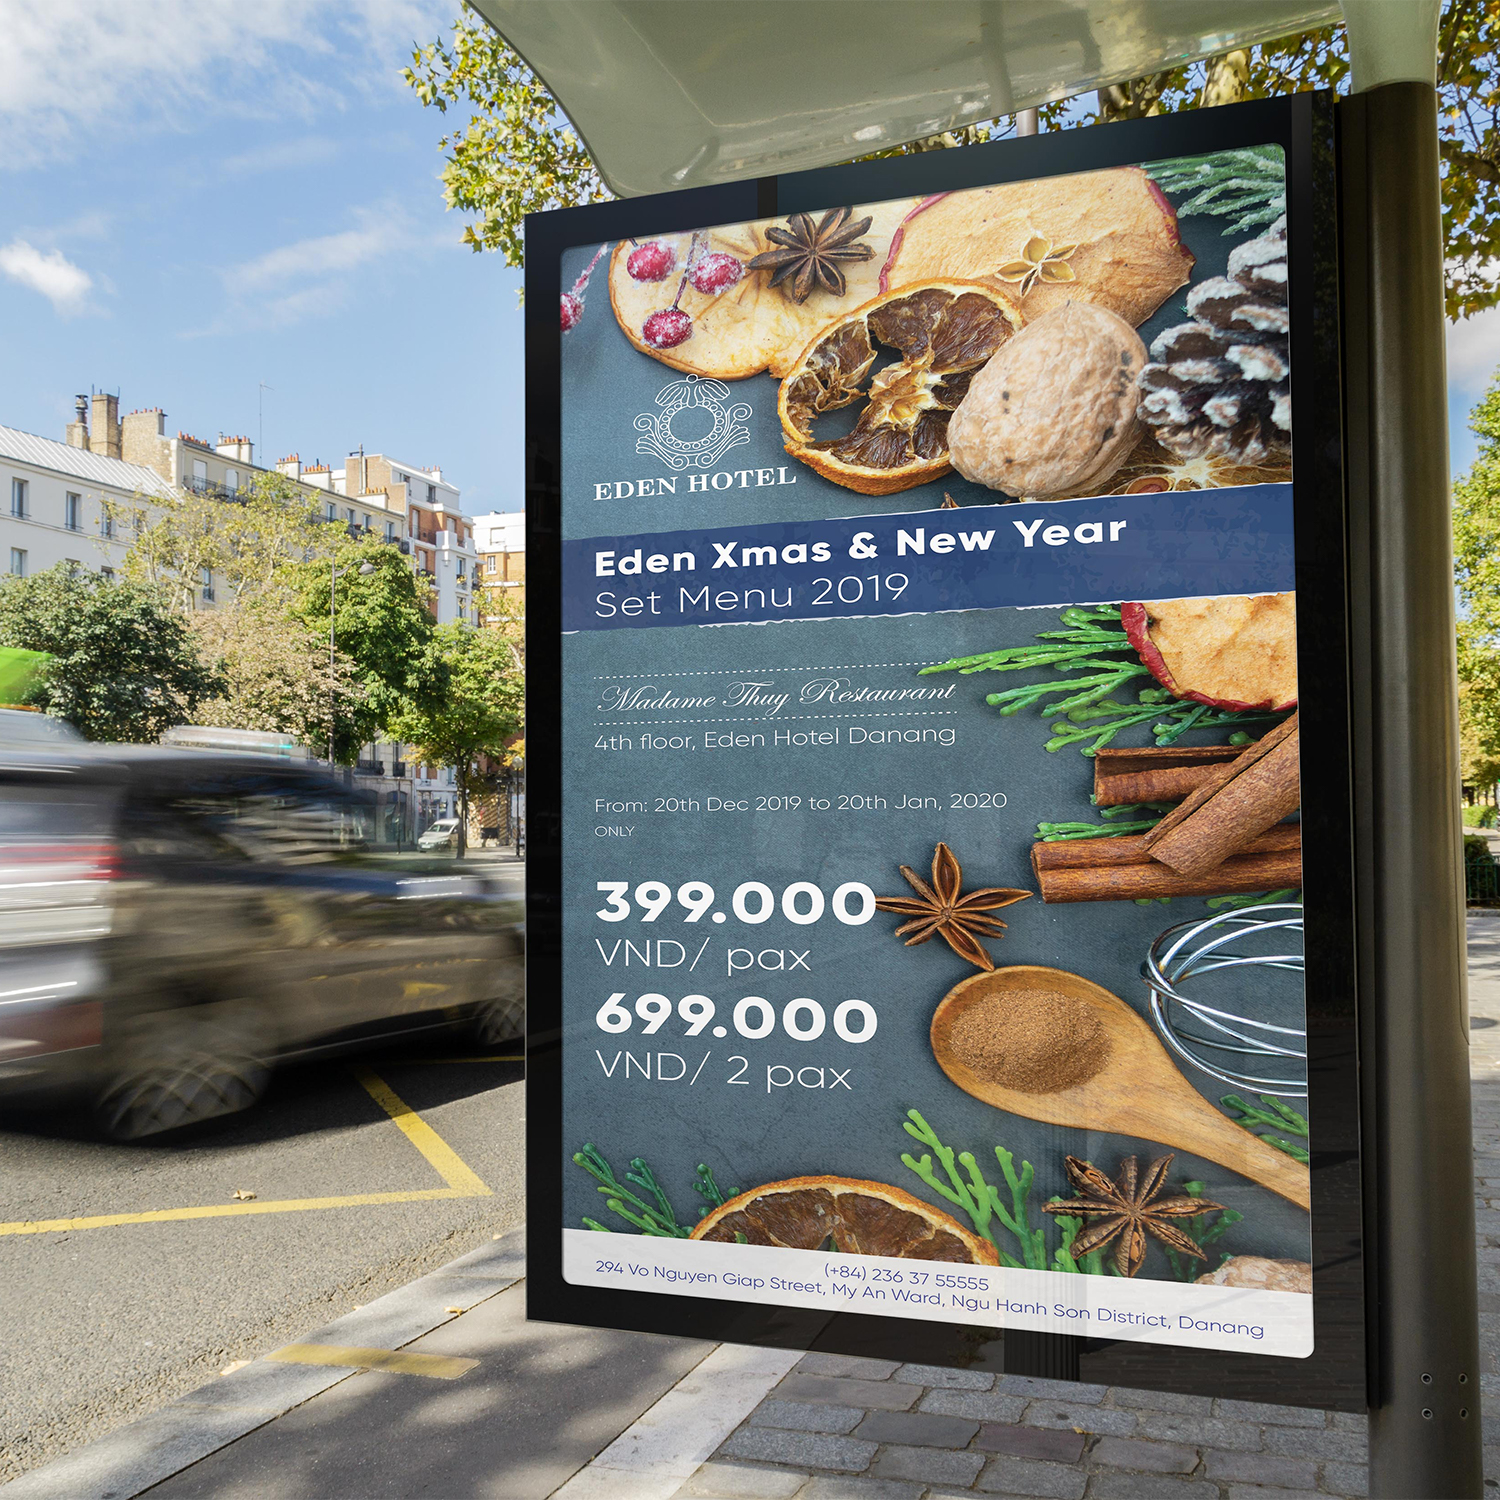 EDEN HOTEL
Eden Xmas & New Year
Set Menu 2019
Madame Thuy Restaurant
4th floor, Eden Hotel Danang
From: 20th Dec 2019 to 20th Jan, 2020
ONLY
399.000
VND/ pax
699.000
VND/ 2 pax
(+84) 236 37 55555
294 Vo Nguyen Giap Street, My An Ward, Ngu Hanh Son District, Danang